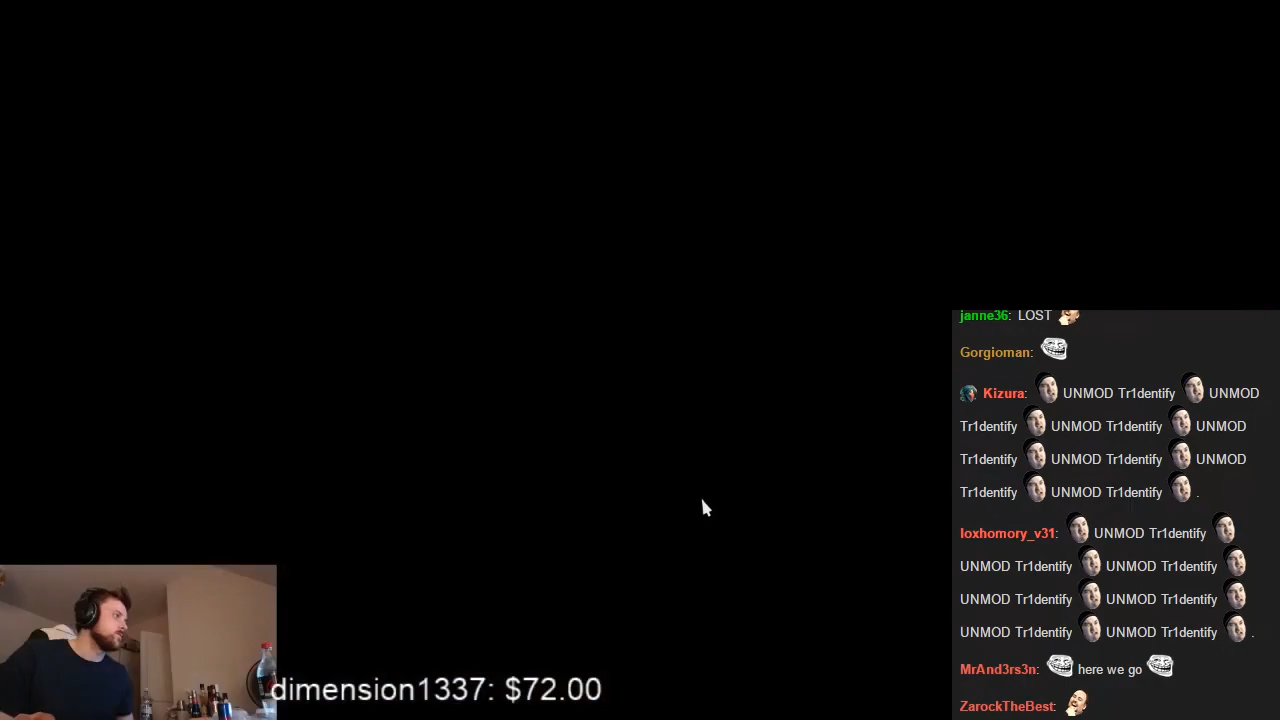 janne36: LOST
Gorgioman:
Kizura: UNMOD Tr1dentify UNMOD
Tr1dentify UNMOD Tr1dentify UNMOD
Tr1dentify UNMOD Tr1dentify UNMOD
Tr1dentify UNMOD Tr1dentify .
loxhomory_v31: UNMOD Tr1dentify
UNMOD Tr1dentify UNMOD Tr1dentify
UNMOD Tr1dentify UNMOD Tr1dentify
UNMOD Tr1dentify UNMOD Tr1dentify .
MrAnd3rs3n: here we go
ZarockTheBest:
dimension1337: $72.00